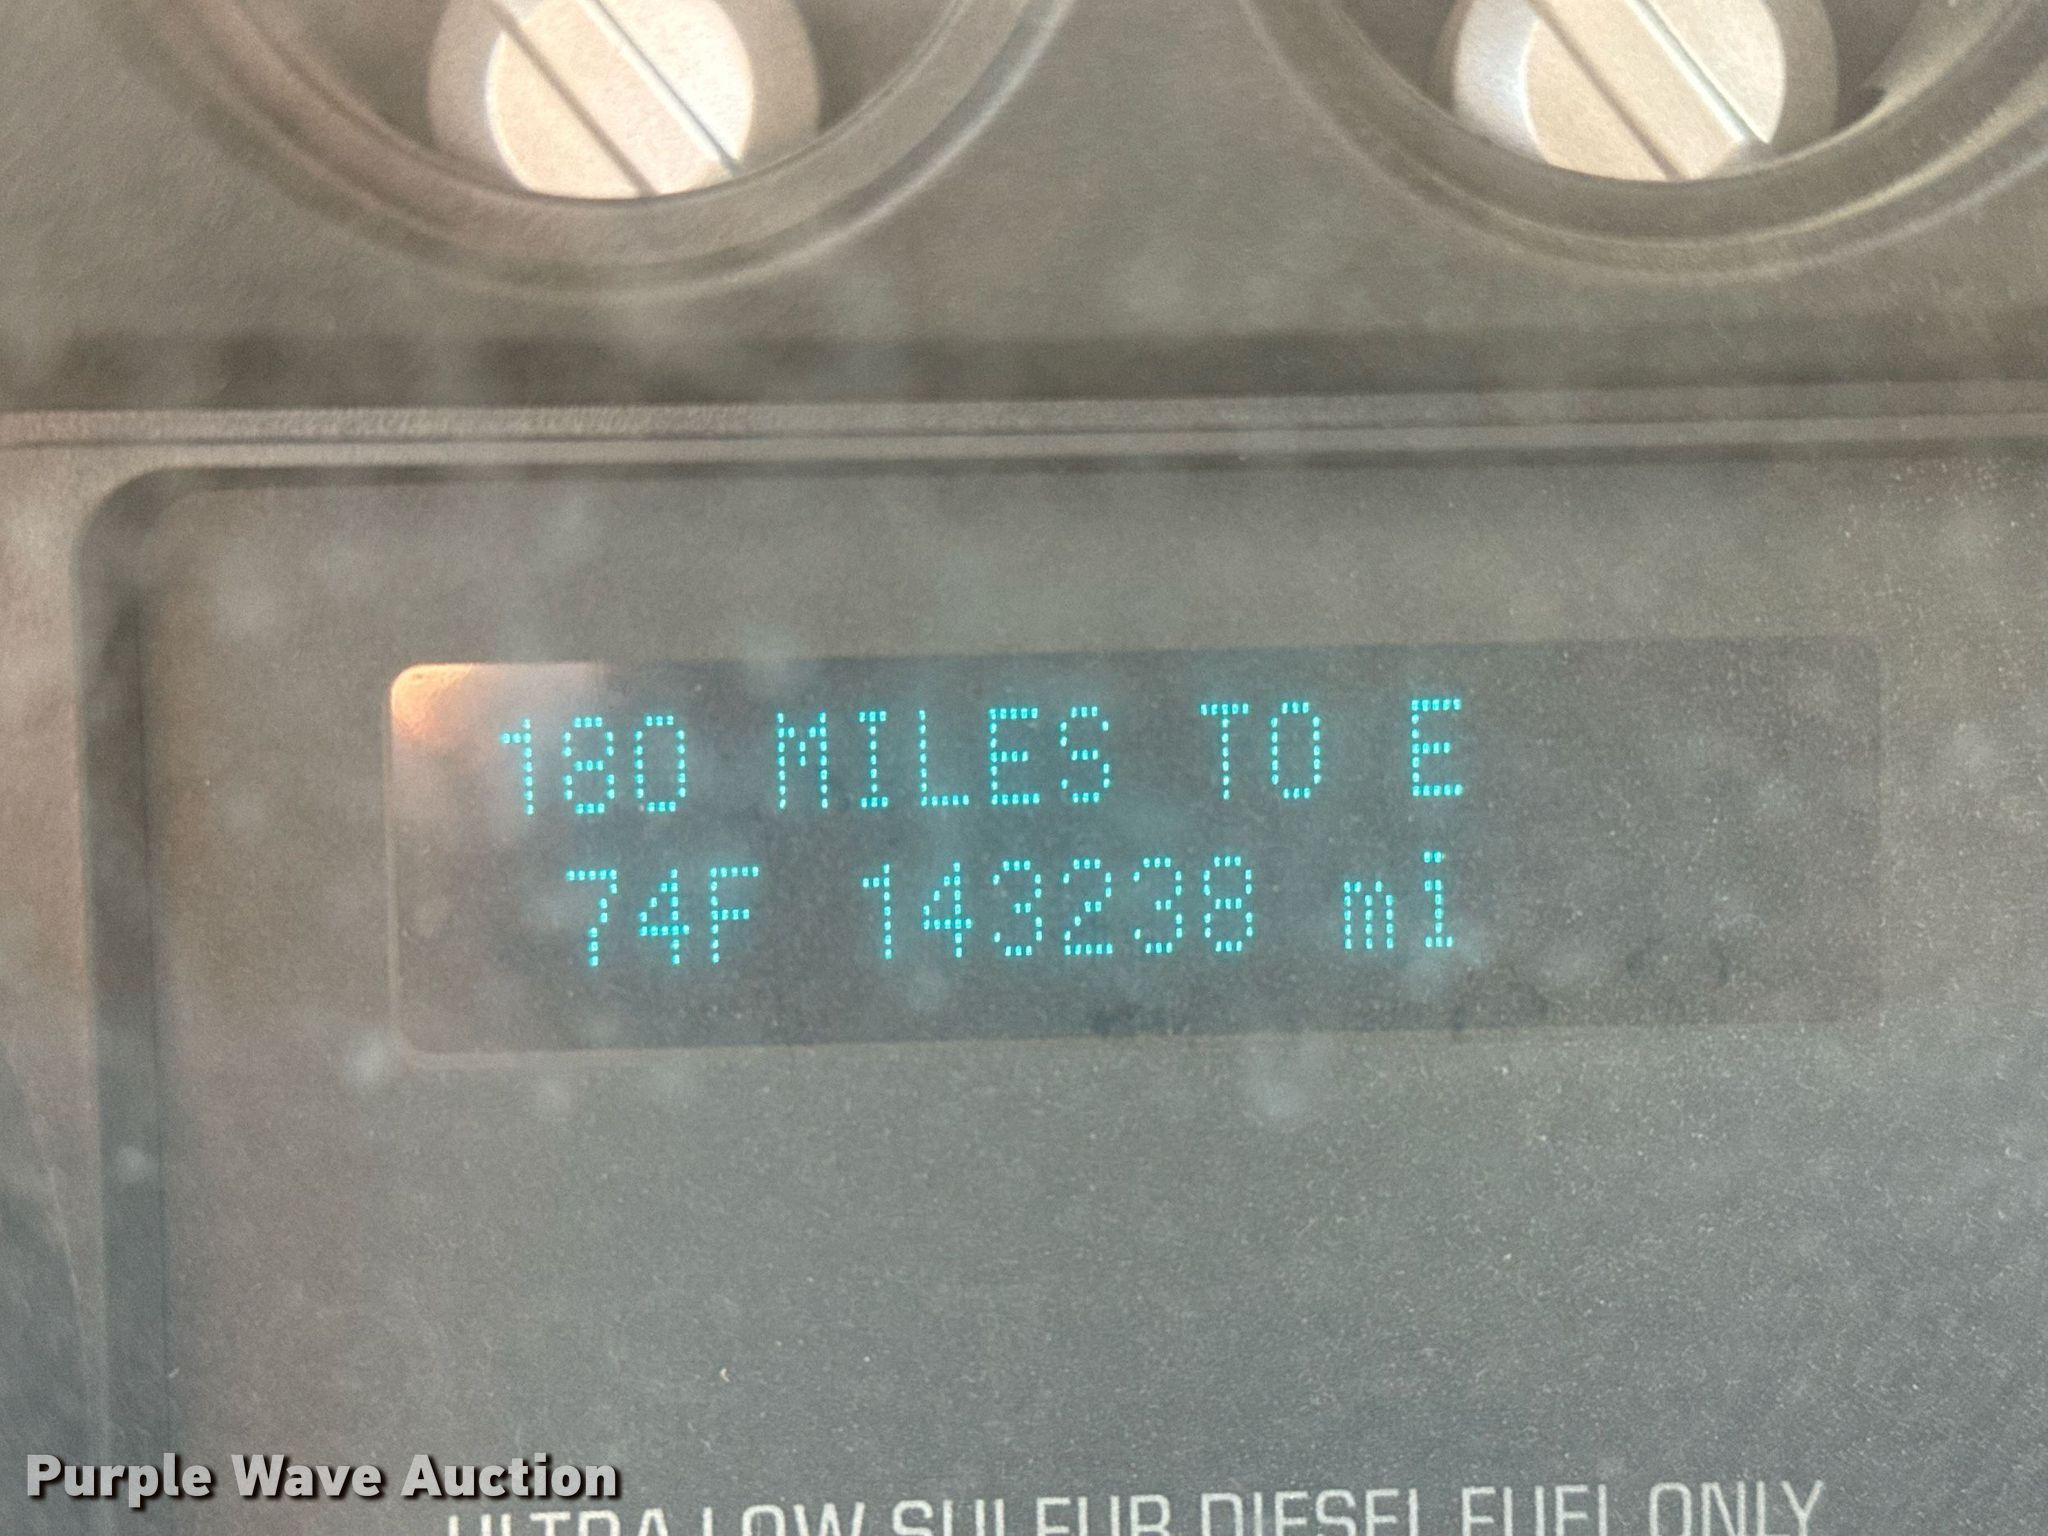 180 MILES TO E
74F 143238 mi
ULTRA LOW SULFUR DIESEL FUEL ONLY
Purple Wave Auction